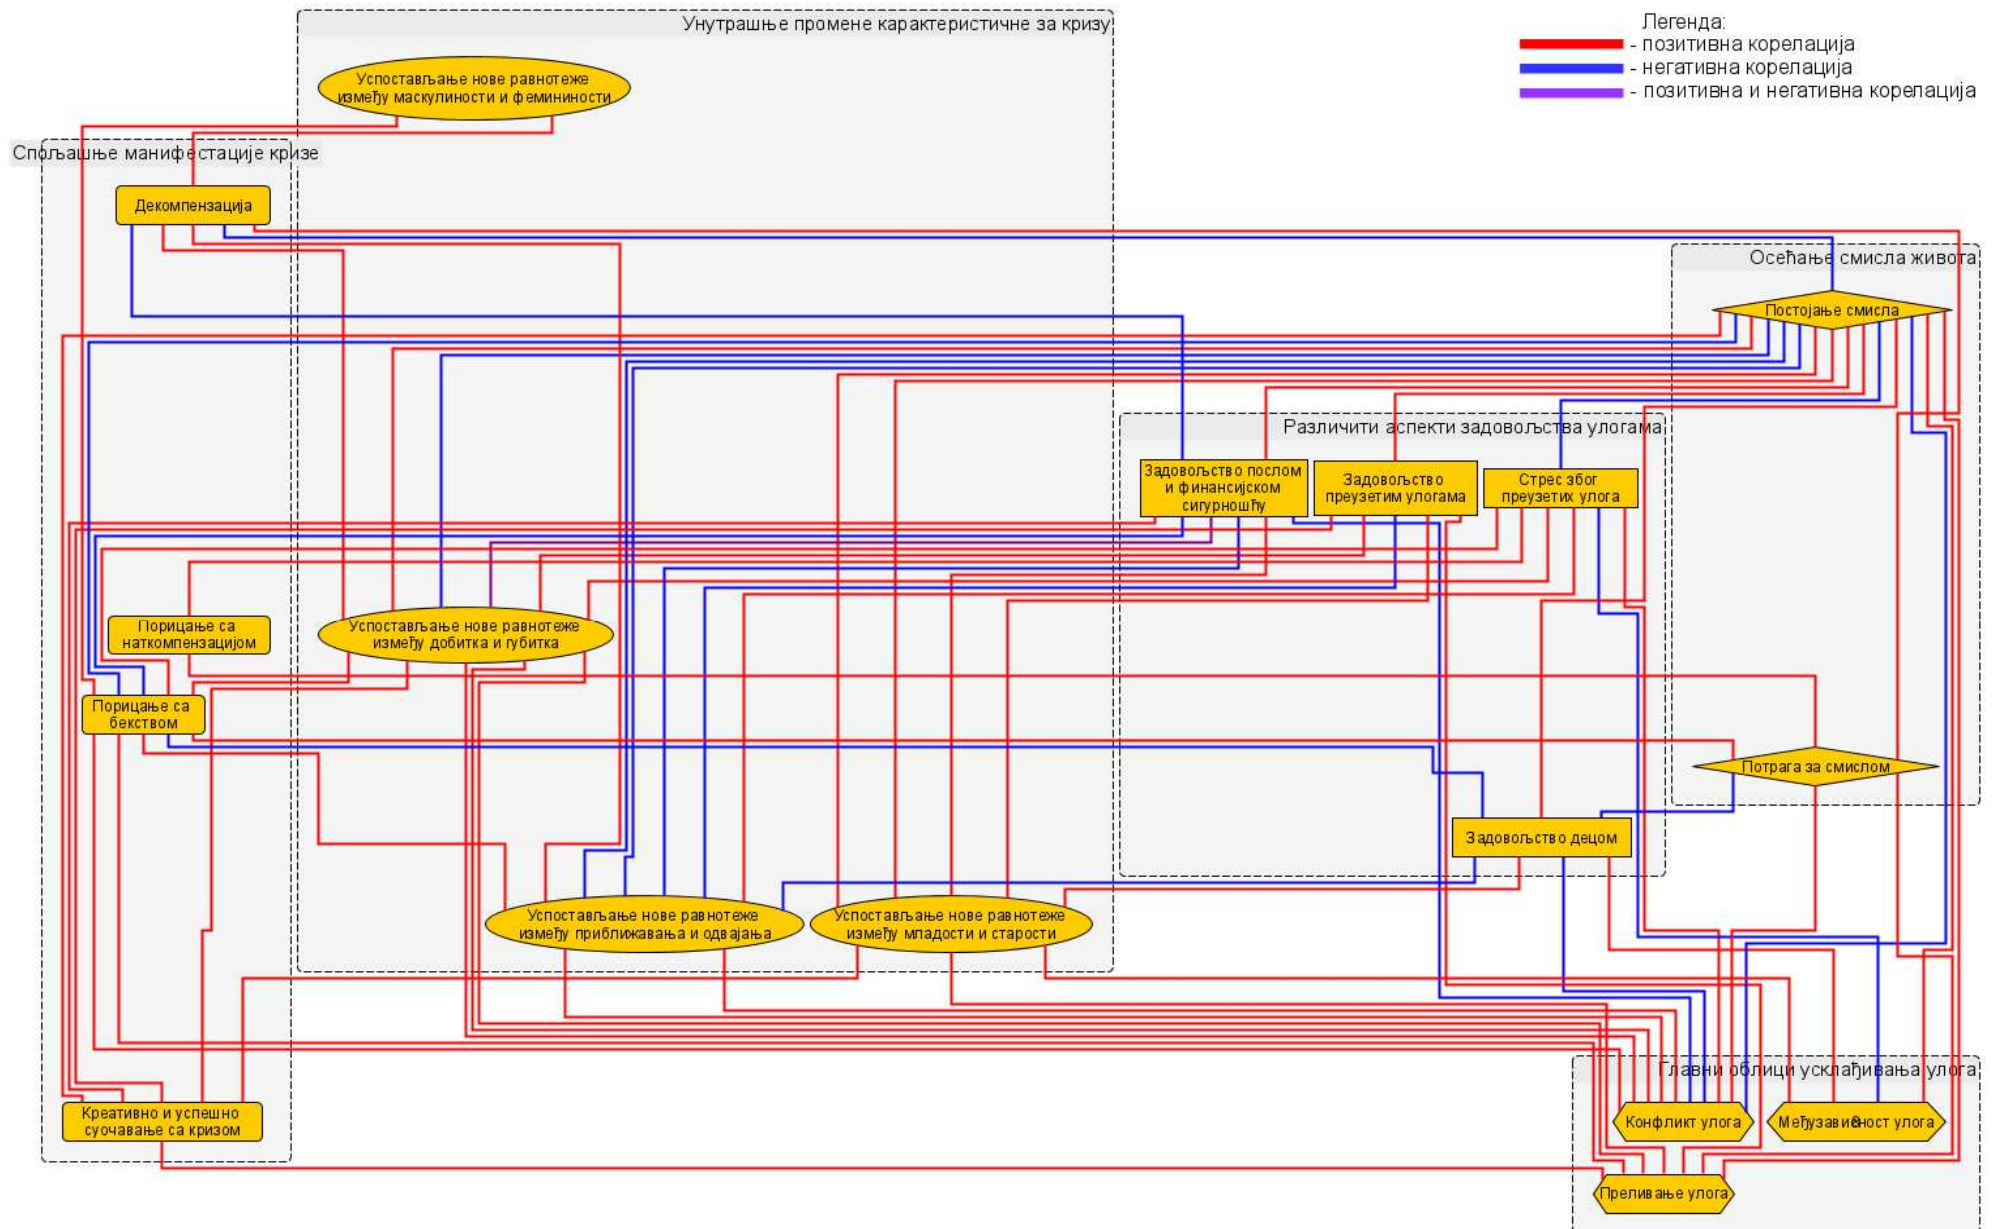 Унутрашње промене карактеристичне за кризу
Легенда:
- позитивна корелација
- негативна корелација
- позитивна и негативна корелација
Успостављање нове равнотеже
између маскулиности и фемининости
Спољашње манифестације кризе
Декомпензација
Осећање смисла живота
Постојање смисла
Различити аспекти задовољства улогама
Задовољство послом
и финансијском
сигурношћу
Задовољство
преузетим улогама
Стрес због
преузетих улога
Порицање са
наткомпензацијом
Успостављање нове равнотеже
између добитка и губитка
Порицање са
бекством
Потрага за смислом
Задовољство децом
Успостављање нове равнотеже
између приближавања и одвајања
Успостављање нове равнотеже
између младости и старости
Главни облици усклађивања улога
Креативно и успешно
суочавање са кризом
Конфликт улога
Међузависност улога
Преливање улога